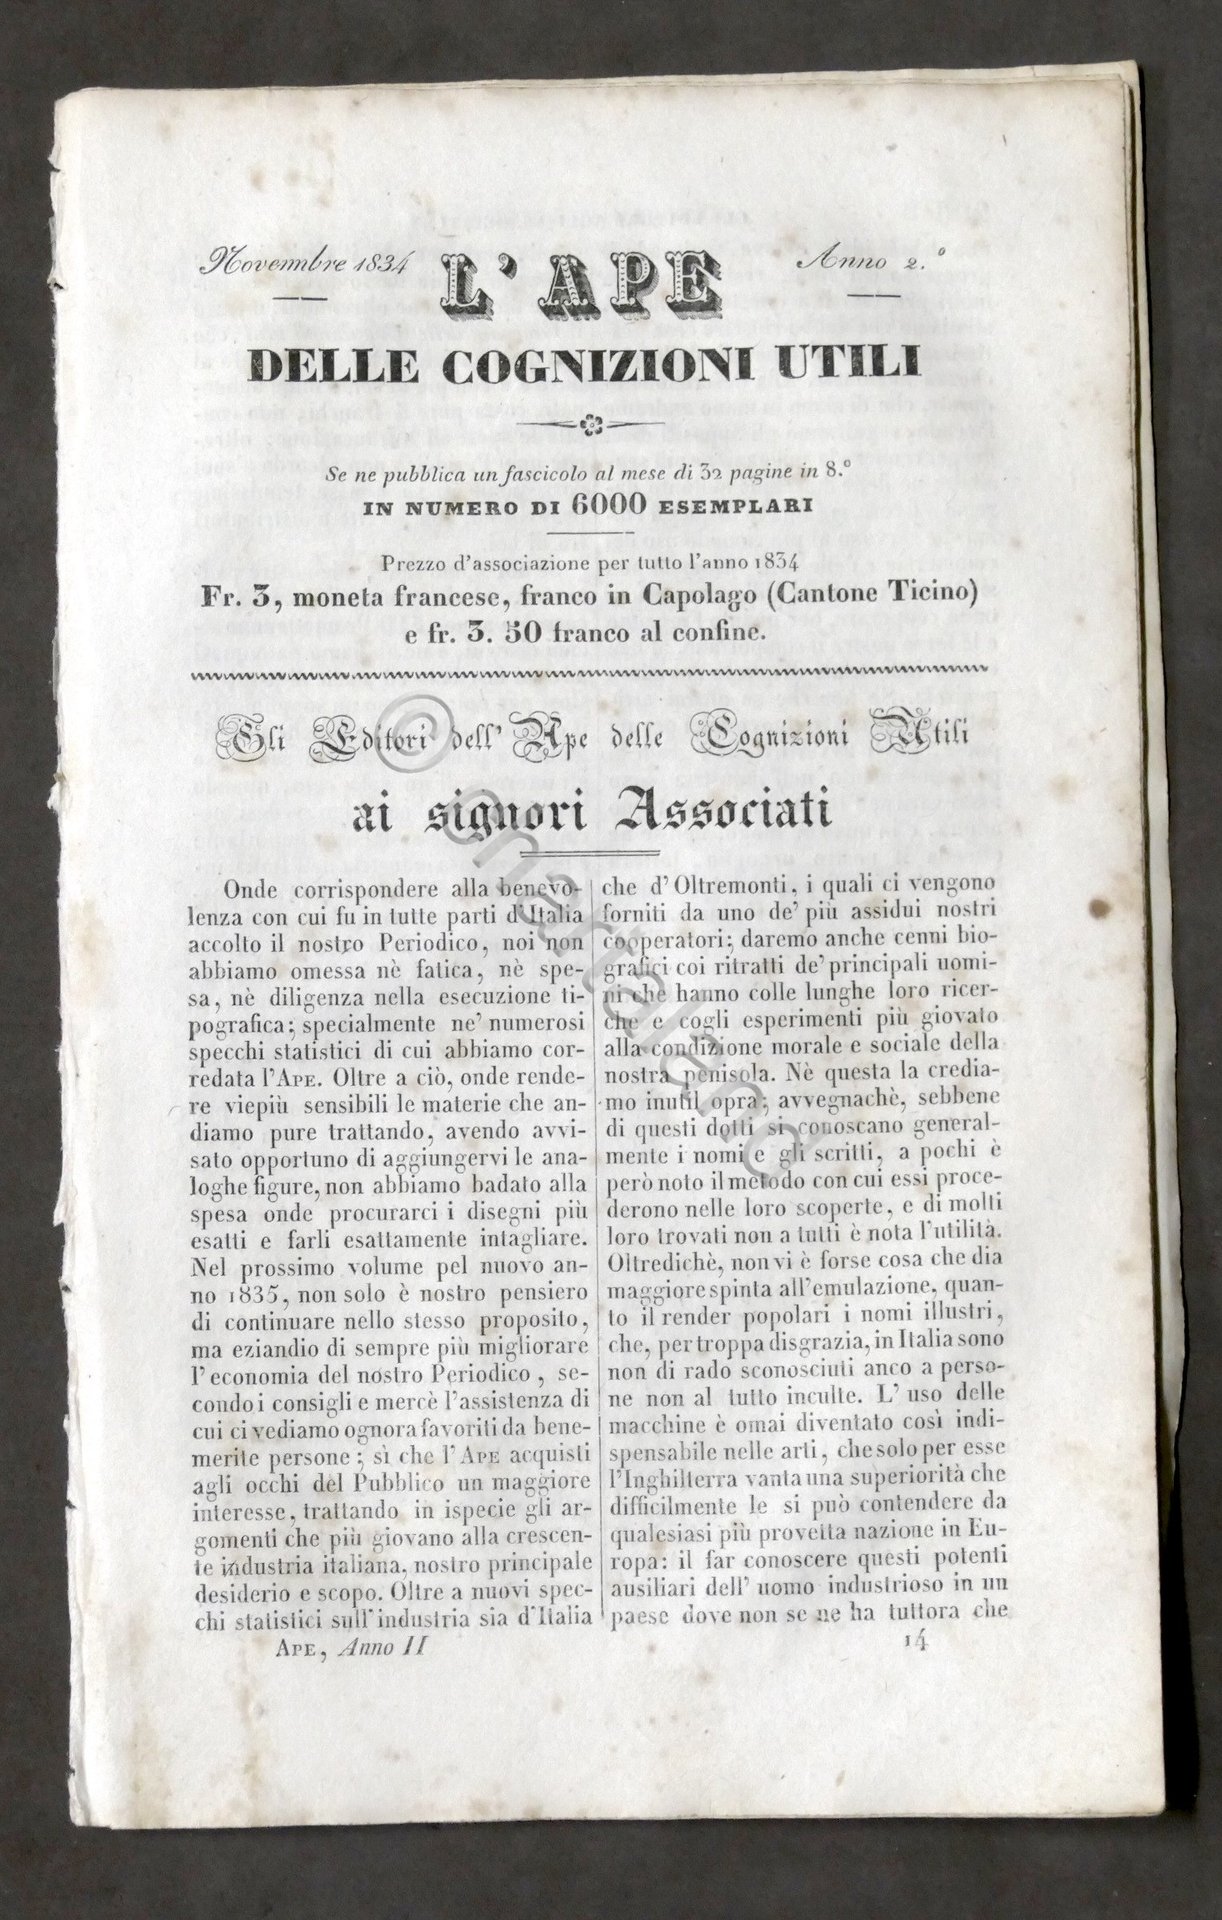 Novembre 1834
L'APE
Anno 2.º
DELLE COGNIZIONI UTILI
Se ne pubblica un fascicolo al mese di 32 pagine in 8.º
IN NUMERO DI 6000 ESEMPLARI
Prezzo d'associazione per tutto l'anno 1834
Fr. 3, moneta francese, franco in Capolago (Cantone Ticino)
e fr. 3. 50 franco al confine.
Gli Editori dell' Ape delle Cognizioni Utili
ai signori Associati
Onde corrispondere alla benevo-
lenza con cui fu in tutte parti d'Italia
accolto il nostro Periodico, noi non
abbiamo omessa nè fatica, nè spe-
sa, nè diligenza nella esecuzione ti-
pografica; specialmente ne' numerosi
specchi statistici di cui abbiamo cor-
redata l'APE. Oltre a ciò, onde rende-
re viepiù sensibili le materie che an-
diamo pure trattando, avendo avvi-
sato opportuno di aggiungervi le ana-
loghe figure, non abbiamo badato alla
spesa onde procurarci i disegni più
esatti e farli esattamente intagliare.
Nel prossimo volume pel nuovo an-
no 1835, non solo è nostro pensiero
di continuare nello stesso proposito,
ma eziandio di sempre più migliorare
l'economia del nostro Periodico, se-
condo i consigli e mercè l'assistenza di
cui ci vediamo ognora favoriti da bene-
merite persone; sì che l'APE acquisti
agli occhi del Pubblico un maggiore
interesse, trattando in ispecie gli ar-
gomenti che più giovano alla crescen-
te industria italiana, nostro principale
desiderio e scopo. Oltre a nuovi spec-
chi statistici sull'industria sia d'Italia
che d'Oltremonti, i quali ci vengono
forniti da uno de' più assidui nostri
cooperatori; daremo anche cenni bio-
grafici coi ritratti de' principali uomi-
ni che hanno colle lunghe loro ricer-
che e cogli esperimenti più giovato
alla condizione morale e sociale della
nostra penisola. Nè questa la credia-
mo inutil opra; avvegnachè, sebbene
di questi dotti si conoscano general-
mente i nomi e gli scritti, a pochi è
però noto il metodo con cui essi proce-
derono nelle loro scoperte, e di molti
loro trovati non a tutti è nota l'utilità.
Oltredichè, non vi è forse cosa che dia
maggiore spinta all'emulazione, quan-
to il render popolari i nomi illustri,
che, per troppa disgrazia, in Italia sono
non di rado sconosciuti anco a perso-
ne non al tutto inculte. L' uso delle
macchine è omai diventato così indi-
spensabile nelle arti, che solo per esse
l'Inghilterra vanta una superiorità che
difficilmente le si può contendere da
qualesiasi più provetta nazione in Eu-
ropa: il far conoscere questi potenti
ausiliari dell' uomo industrioso in un
paese dove non se ne ha tuttora che
APE, Anno II
14
© maltaland